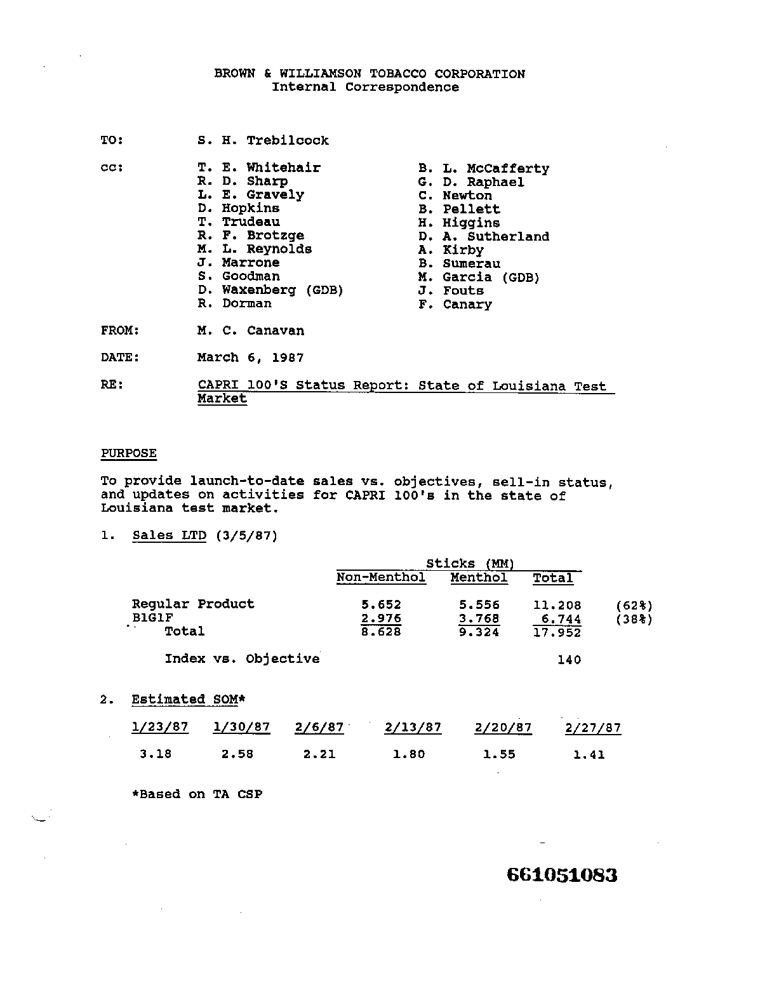 BROWN & WILLIAMSON TOBACCO CORPORATION
Internal Correspondence
TO: S. H. Trebilcock
cc: T. E. Whitehair B. L. McCafferty
R. D. Sharp G. D. Raphael
L. E. Gravely C. Newton
D. Hopkins B. Pellett
T. Trudeau H. Higgins
R. F. Brotzge D. A. Sutherland
M. L. Reynolds A. Kirby
J. Marrone B. Sumerau
S. Goodman M. Garcia (GDB)
D. Waxenberg (GDB) J. Fouts
R. Dorman F. Canary
FROM: M. C. Canavan
DATE: March 6, 1987
RE: CAPRI 100'S Status Report: State of Louisiana Test
Market
PURPOSE
To provide launch-to-date sales vs. objectives, sell-in status,
and updates on activities for CAPRI 100's in the state of
Louisiana test market.
1. Sales LTD (3/5/87)
Sticks (MM)
Non-Menthol Menthol Total
Regular Product 5.652 5.556 11.208 (62%)
B1G1F 2.976 3.768 6.744 (38%)
Total 8.628 9.324 17.952
Index vs. Objective 140
2. Estimated SOM*
1/23/87 1/30/87 2/6/87 2/13/87 2/20/87 2/27/87
3.18 2.58 2.21 1.80 1.55 1.41
*Based on TA CSP
661051083